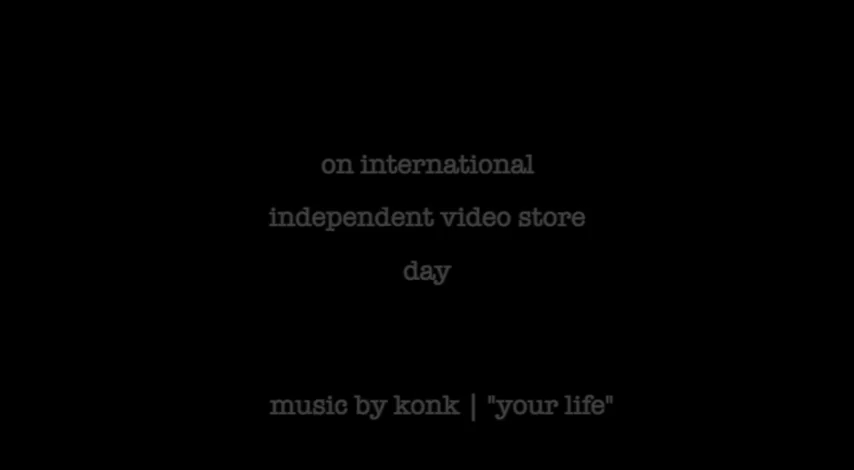 on international
independent video store
day
music by konk | "your life"